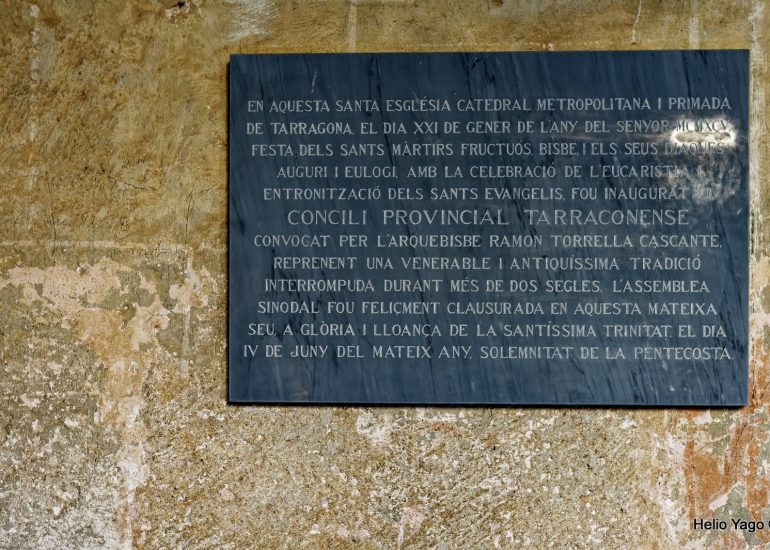 EN AQUESTA SANTA ESGLÉSIA CATEDRAL METROPOLITANA I PRIMADA
DE TARRAGONA, EL DIA XXI DE GENER DE L'ANY DEL SENYOR MCMXCV,
FESTA DELS SANTS MÀRTIRS FRUCTUÓS, BISBE, I ELS SEUS DIAQUES
AUGURI I EULOGI, AMB LA CELEBRACIÓ DE L'EUCARISTIA I
ENTRONITZACIÓ DELS SANTS EVANGELIS, FOU INAUGURAT EL
CONCILI PROVINCIAL TARRACONENSE
CONVOCAT PER L'ARQUEBISBE RAMON TORRELLA CASCANTE,
REPRENENT UNA VENERABLE I ANTIQUÍSSIMA TRADICIÓ
INTERROMPUDA DURANT MÉS DE DOS SEGLES. L'ASSEMBLEA
SINODAL FOU FELIÇMENT CLAUSURADA EN AQUESTA MATEIXA
SEU, A GLÒRIA I LLOANÇA DE LA SANTÍSSIMA TRINITAT, EL DIA
IV DE JUNY DEL MATEIX ANY, SOLEMNITAT DE LA PENTECOSTA.
Helio Yago